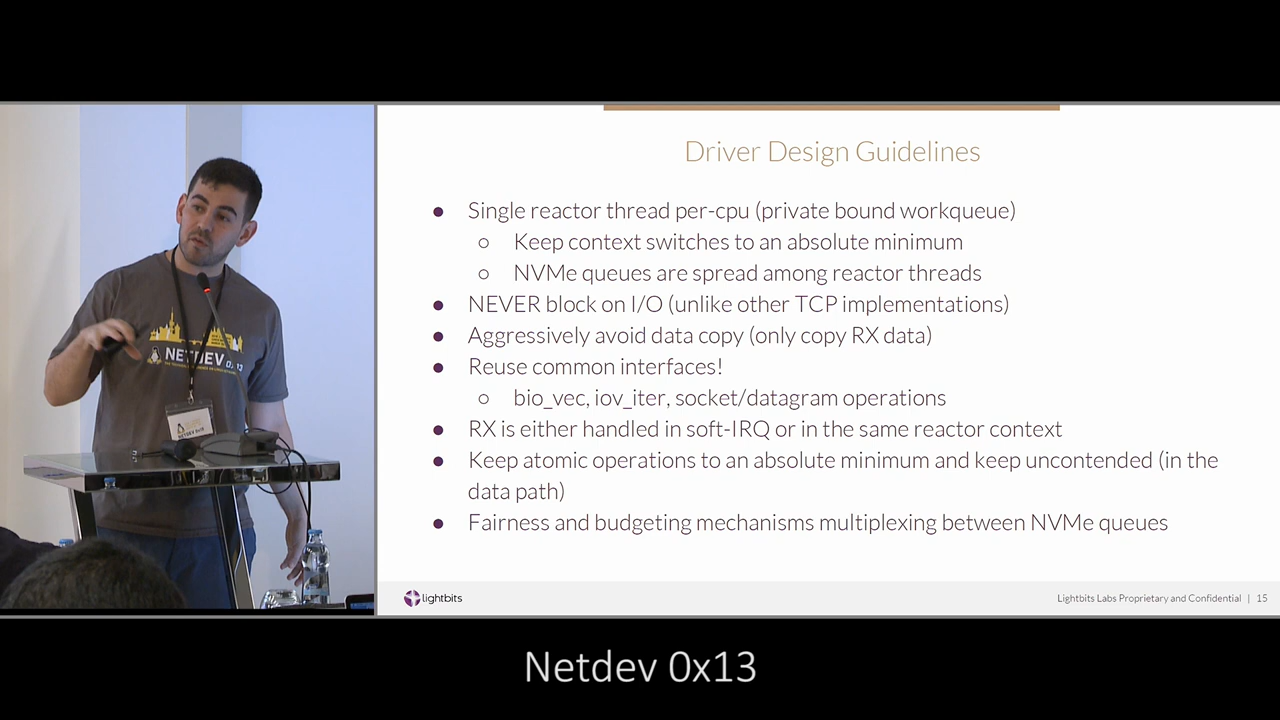 Driver Design Guidelines
● Single reactor thread per-cpu (private bound workqueue)
○ Keep context switches to an absolute minimum
○ NVMe queues are spread among reactor threads
● NEVER block on I/O (unlike other TCP implementations)
● Aggressively avoid data copy (only copy RX data)
● Reuse common interfaces!
○ bio_vec, iov_iter, socket/datagram operations
● RX is either handled in soft-IRQ or in the same reactor context
● Keep atomic operations to an absolute minimum and keep uncontended (in the
data path)
● Fairness and budgeting mechanisms multiplexing between NVMe queues
lightbits
Lightbits Labs Proprietary and Confidential | 15
NETDEV 0x13
Netdev 0x13